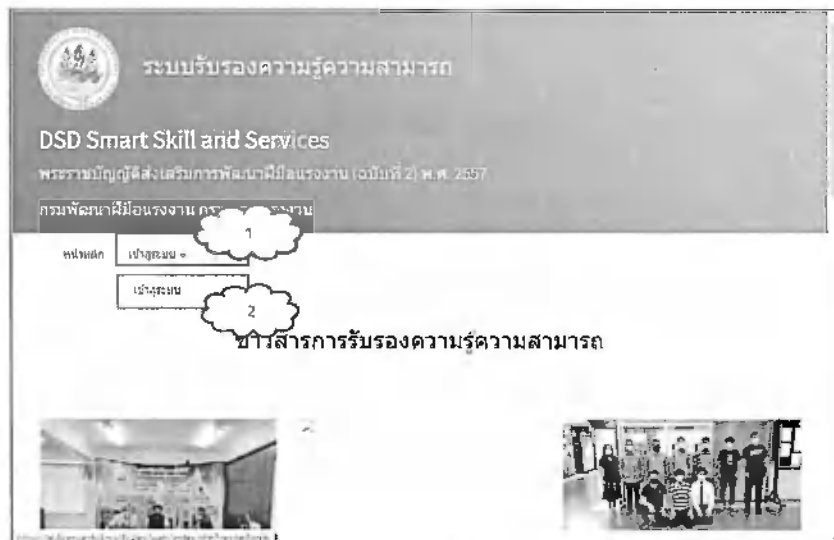 ระบบรับรองความรู้ความสามารถ
DSD Smart Skill and Services
พระราชบัญญัติส่งเสริมการพัฒนาฝีมือแรงงาน (ฉบับที่ 2) พ.ศ. 2557
กรมพัฒนาฝีมือแรงงาน
1
หน้าหลัก เข้าสู่ระบบ
เข้าสู่ระบบ
2
ข่าวสารการรับรองความรู้ความสามารถ